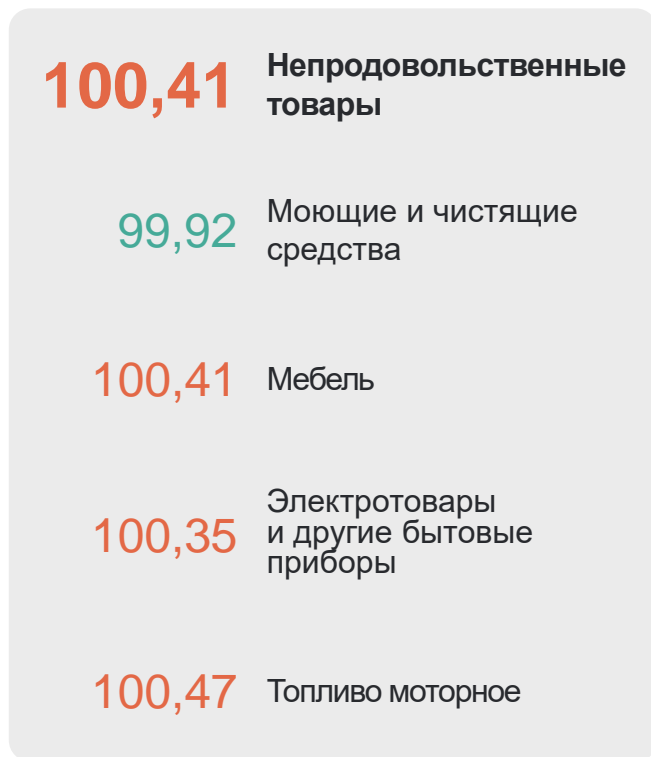 100,41 Непродовольственные
товары
99,92 Моющие и чистящие
средства
100,41 Мебель
100,35 Электротовары
и другие бытовые
приборы
100,47 Топливо моторное